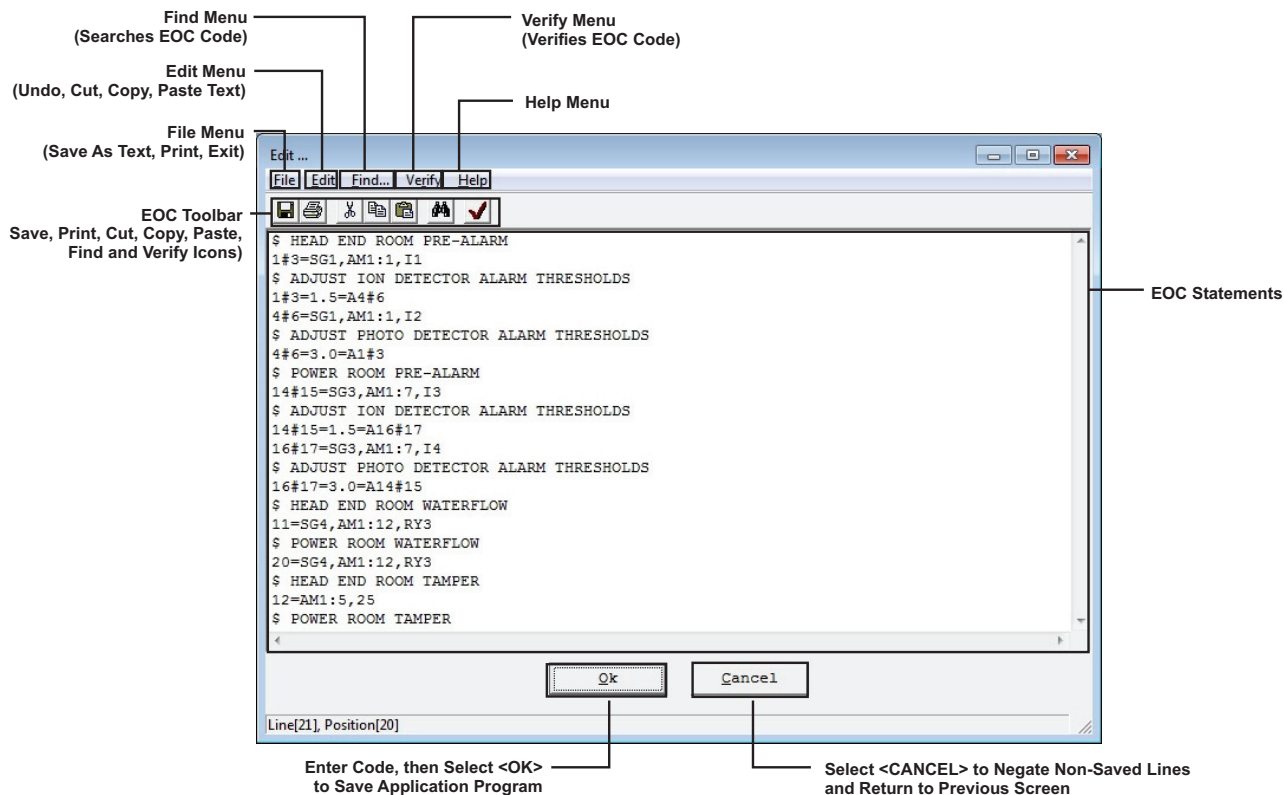 Find Menu
(Searches EOC Code)
Verify Menu
(Verifies EOC Code)
Edit Menu
(Undo, Cut, Copy, Paste Text)
Help Menu
File Menu
(Save As Text, Print, Exit)
Edit ...
File Edit Find... Verify Help
EOC Toolbar
Save, Print, Cut, Copy, Paste,
Find and Verify Icons)
$ HEAD END ROOM PRE-ALARM
1#3=SG1,AM1:1,I1
$ ADJUST ION DETECTOR ALARM THRESHOLDS
1#3=1.5=A4#6
4#6=SG1,AM1:1,I2
$ ADJUST PHOTO DETECTOR ALARM THRESHOLDS
4#6=3.0=A1#3
$ POWER ROOM PRE-ALARM
14#15=SG3,AM1:7,I3
$ ADJUST ION DETECTOR ALARM THRESHOLDS
14#15=1.5=A16#17
16#17=SG3,AM1:7,I4
$ ADJUST PHOTO DETECTOR ALARM THRESHOLDS
16#17=3.0=A14#15
$ HEAD END ROOM WATERFLOW
11=SG4,AM1:12,RY3
$ POWER ROOM WATERFLOW
20=SG4,AM1:12,RY3
$ HEAD END ROOM TAMPER
12=AM1:5,25
$ POWER ROOM TAMPER
EOC Statements
Ok
Cancel
Line[21], Position[20]
Enter Code, then Select <OK>
to Save Application Program
Select <CANCEL> to Negate Non-Saved Lines
and Return to Previous Screen